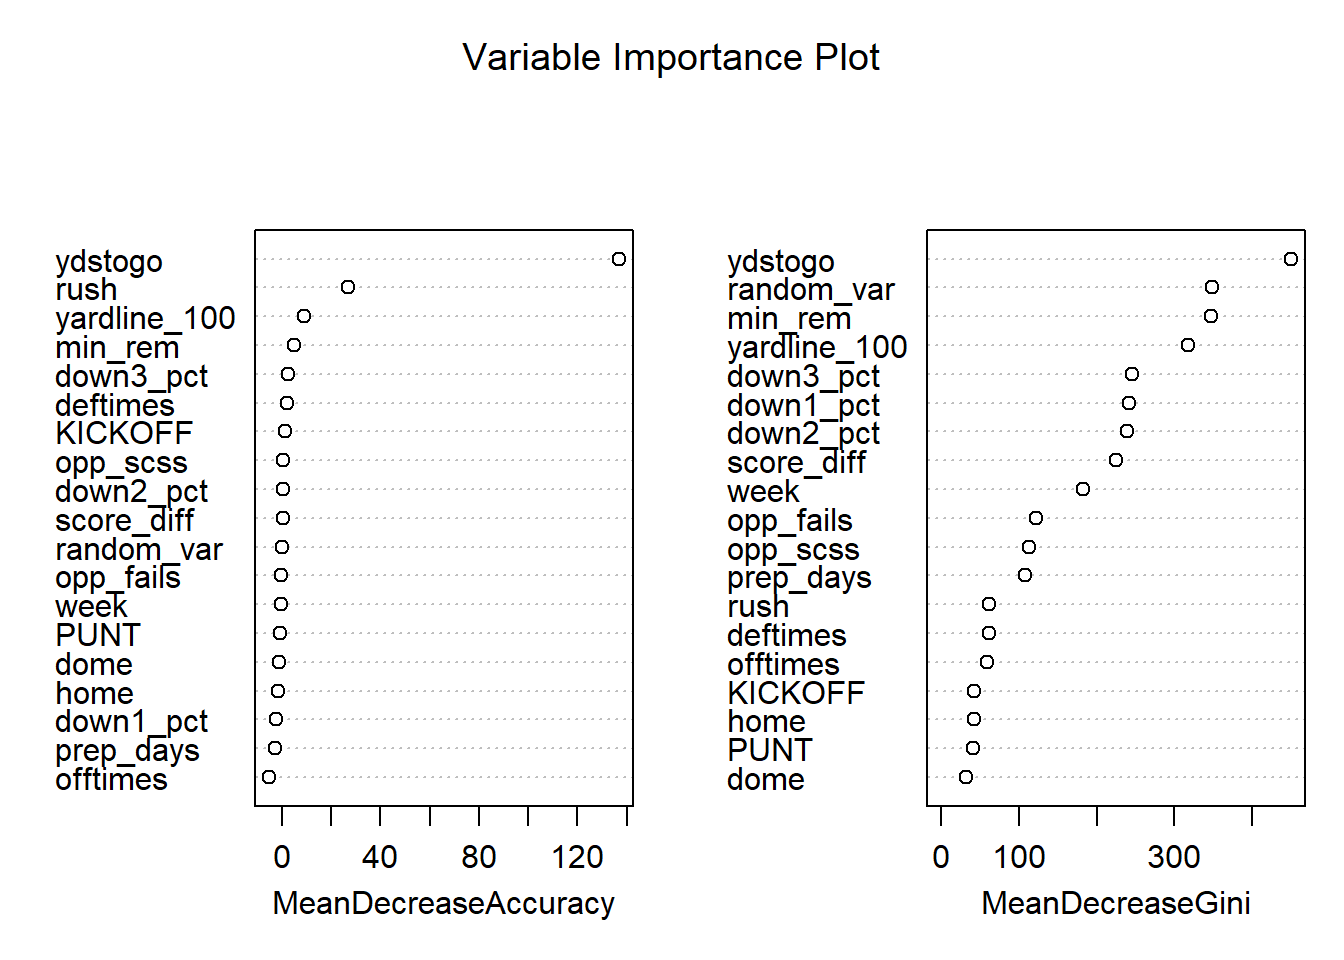 Variable Importance Plot
ydstogo
rush
yardline_100
min_rem
down3_pct
deftimes
KICKOFF
opp_scss
down2_pct
score_diff
random_var
opp_fails
week
PUNT
dome
home
down1_pct
prep_days
offtimes
0 40 80 120
MeanDecreaseAccuracy
ydstogo
random_var
min_rem
yardline_100
down3_pct
down1_pct
down2_pct
score_diff
week
opp_fails
opp_scss
prep_days
rush
deftimes
offtimes
KICKOFF
home
PUNT
dome
0 100 300
MeanDecreaseGini